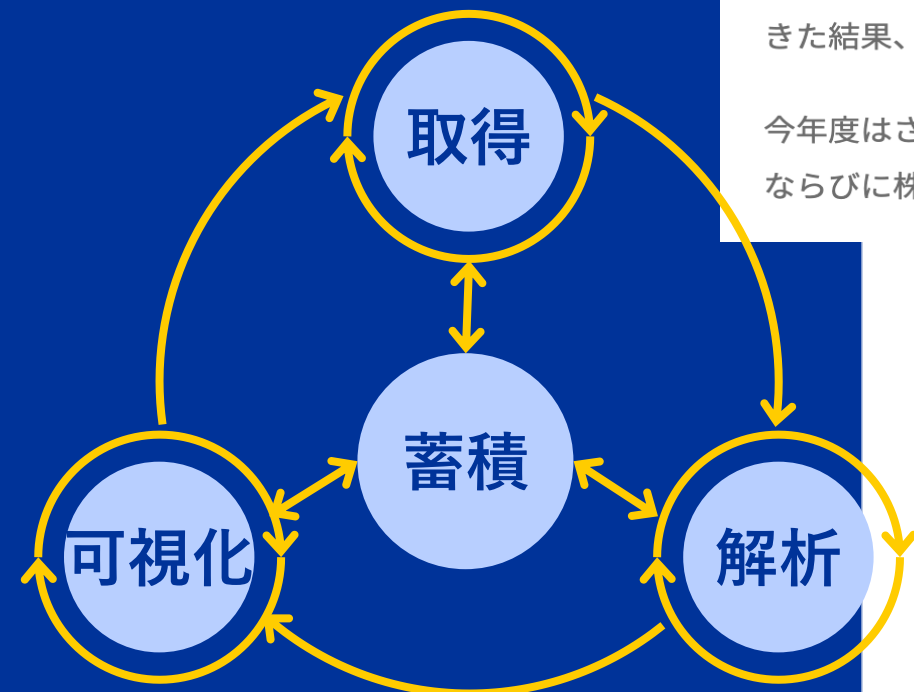 きた結果、
今年度はさ
ならびに株
取得
蓄積
可視化
解析